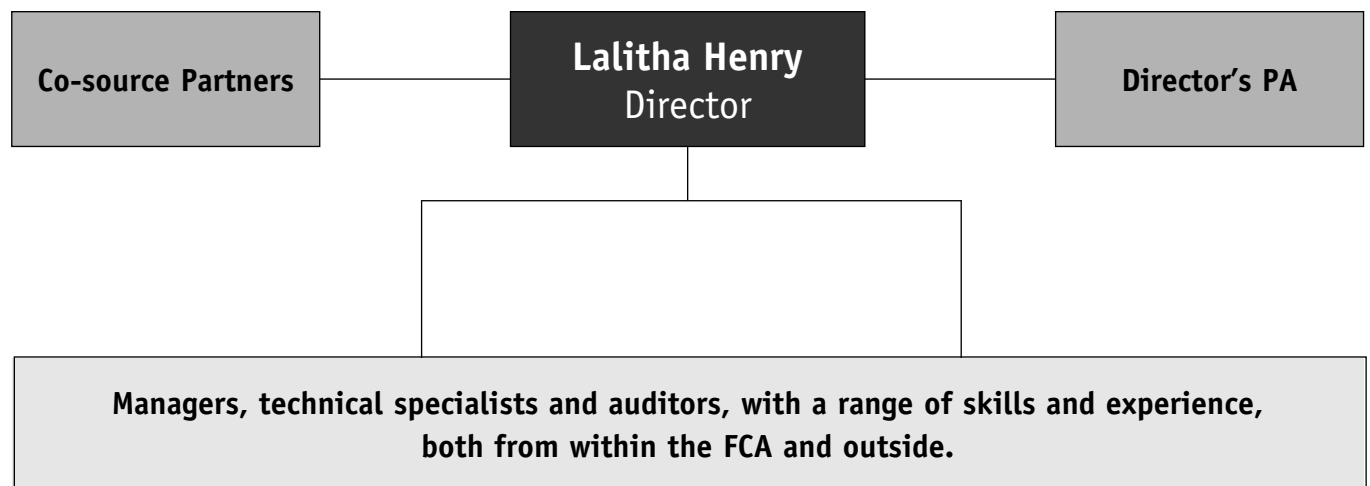 Co-source Partners
Lalitha Henry
Director
Director’s PA
Managers, technical specialists and auditors, with a range of skills and experience,
both from within the FCA and outside.